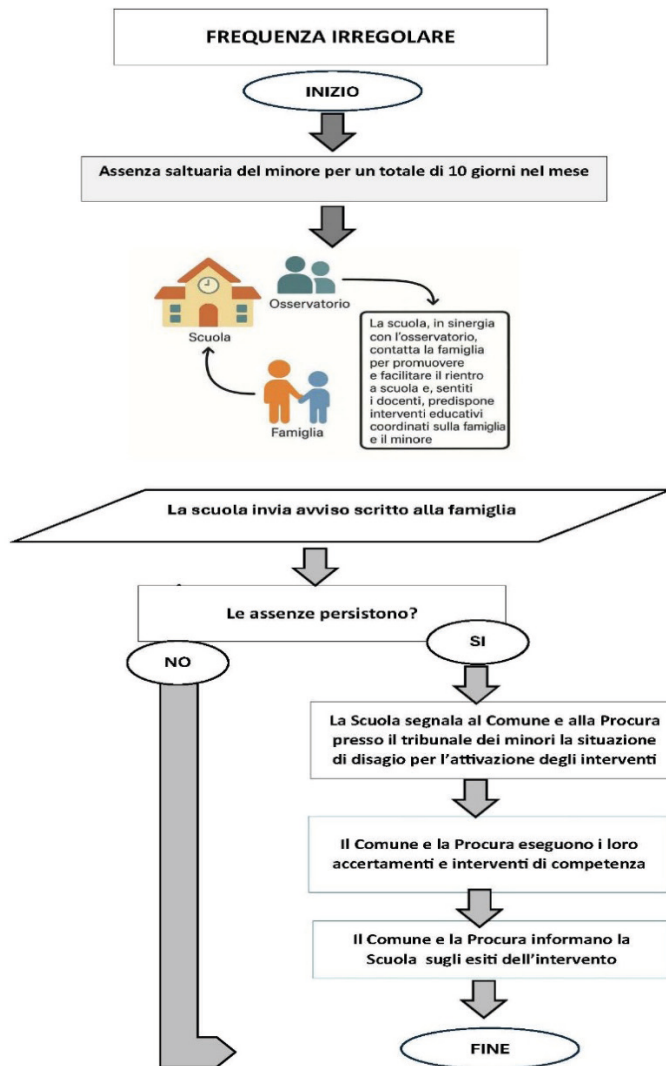 FREQUENZA IRREGOLARE
INIZIO
Assenza saltuaria del minore per un totale di 10 giorni nel mese
Osservatorio
Scuola
Famiglia
La scuola, in sinergia
con l'osservatorio,
contatta la famiglia
per promuovere
e facilitare il rientro
a scuola e, sentiti
i docenti, predispone
interventi educativi
coordinati sulla famiglia
e il minore
La scuola invia avviso scritto alla famiglia
Le assenze persistono?
NO
SI
La Scuola segnala al Comune e alla Procura
presso il tribunale dei minori la situazione
di disagio per l'attivazione degli interventi
Il Comune e la Procura eseguono i loro
accertamenti e interventi di competenza
Il Comune e la Procura informano la
Scuola sugli esiti dell'intervento
FINE